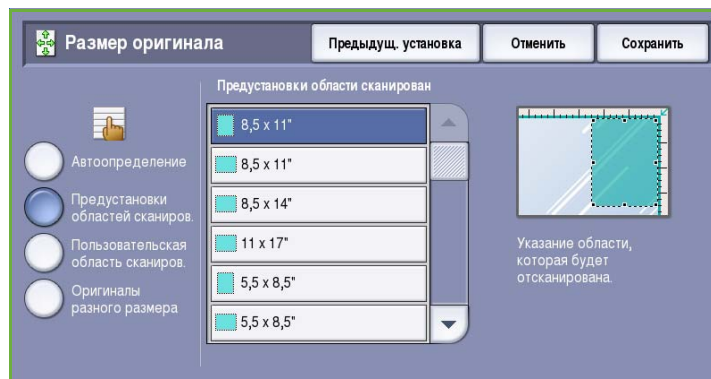 Размер оригинала
Предыдущ. установка
Отменить
Сохранить
Предустановки области сканирован
Автоопределение
Предустановки
областей сканиров.
Пользовательская
область сканиров.
Оригиналы
разного размера
8,5 x 11"
8,5 x 11"
8,5 x 14"
11 x 17"
5,5 x 8,5"
5,5 x 8,5"
Указание области,
которая будет
отсканирована.